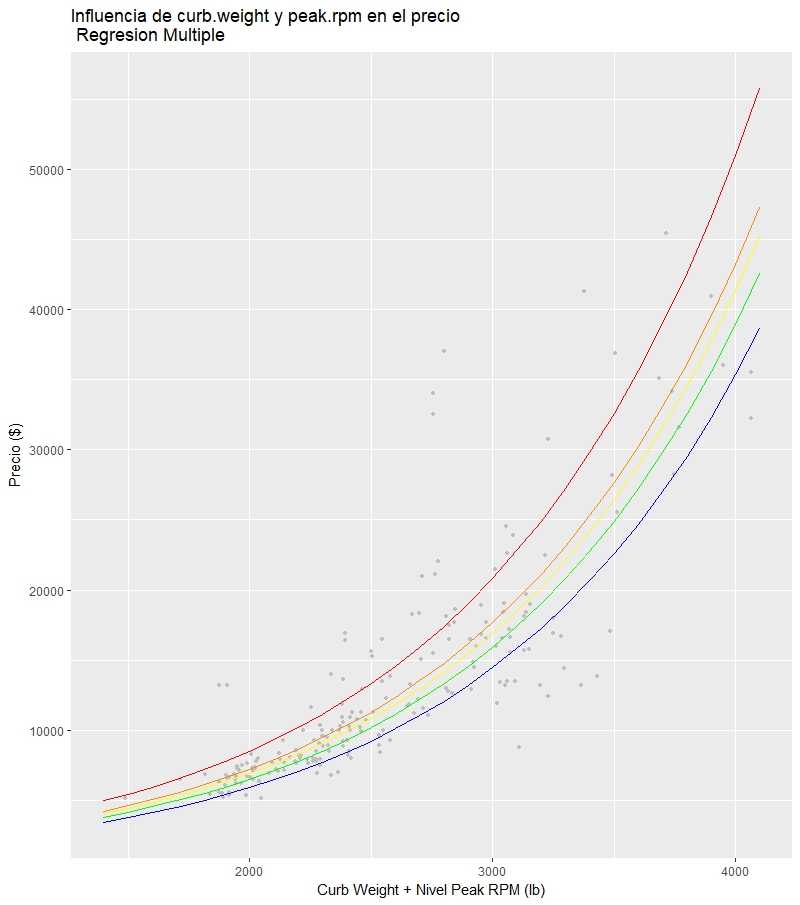 Influencia de curb.weight y peak.rpm en el precio
Regresion Multiple
50000
40000
30000
20000
10000
Precio ($)
2000
3000
4000
Curb Weight + Nivel Peak RPM (lb)